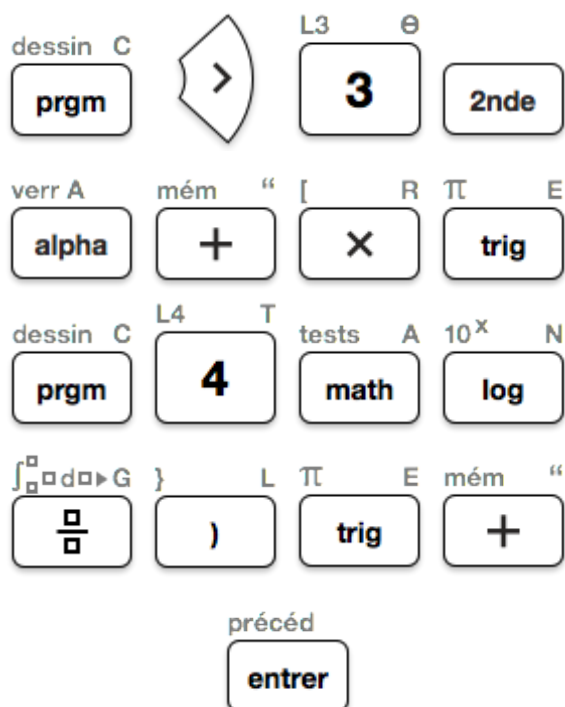 dessin C L3 Ѳ
prgm > 3 2nde
verr A mém “ [ R π E
alpha + × trig
dessin C L4 T tests A 10ˣ N
prgm 4 math log
∫▫▫ ▫d▫▸ G } L π E mém “
▫/▫ ) trig +
précéd
entrer